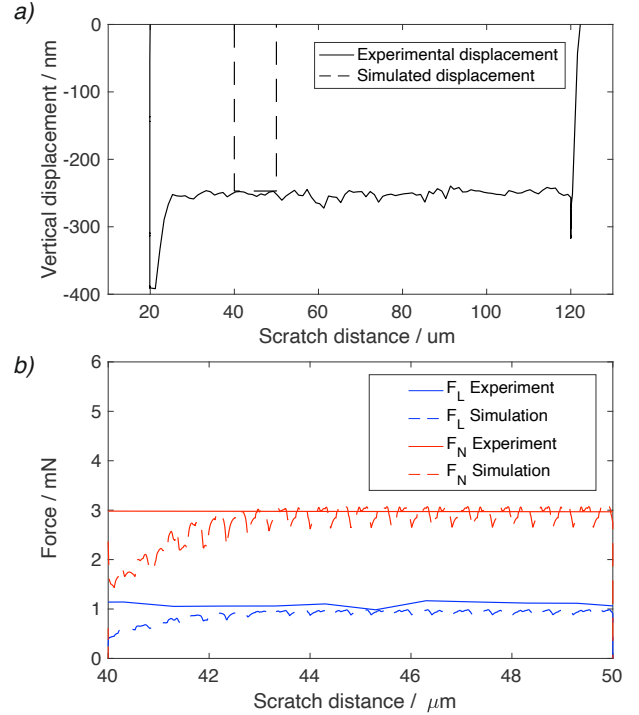 a)
0
-100
-200
-300
-400
Vertical displacement / nm
Experimental displacement
Simulated displacement
20 40 60 80 100 120
Scratch distance / um
b)
6
5
4
3
2
1
0
Force / mN
F_L Experiment
F_L Simulation
F_N Experiment
F_N Simulation
40 42 44 46 48 50
Scratch distance / μm